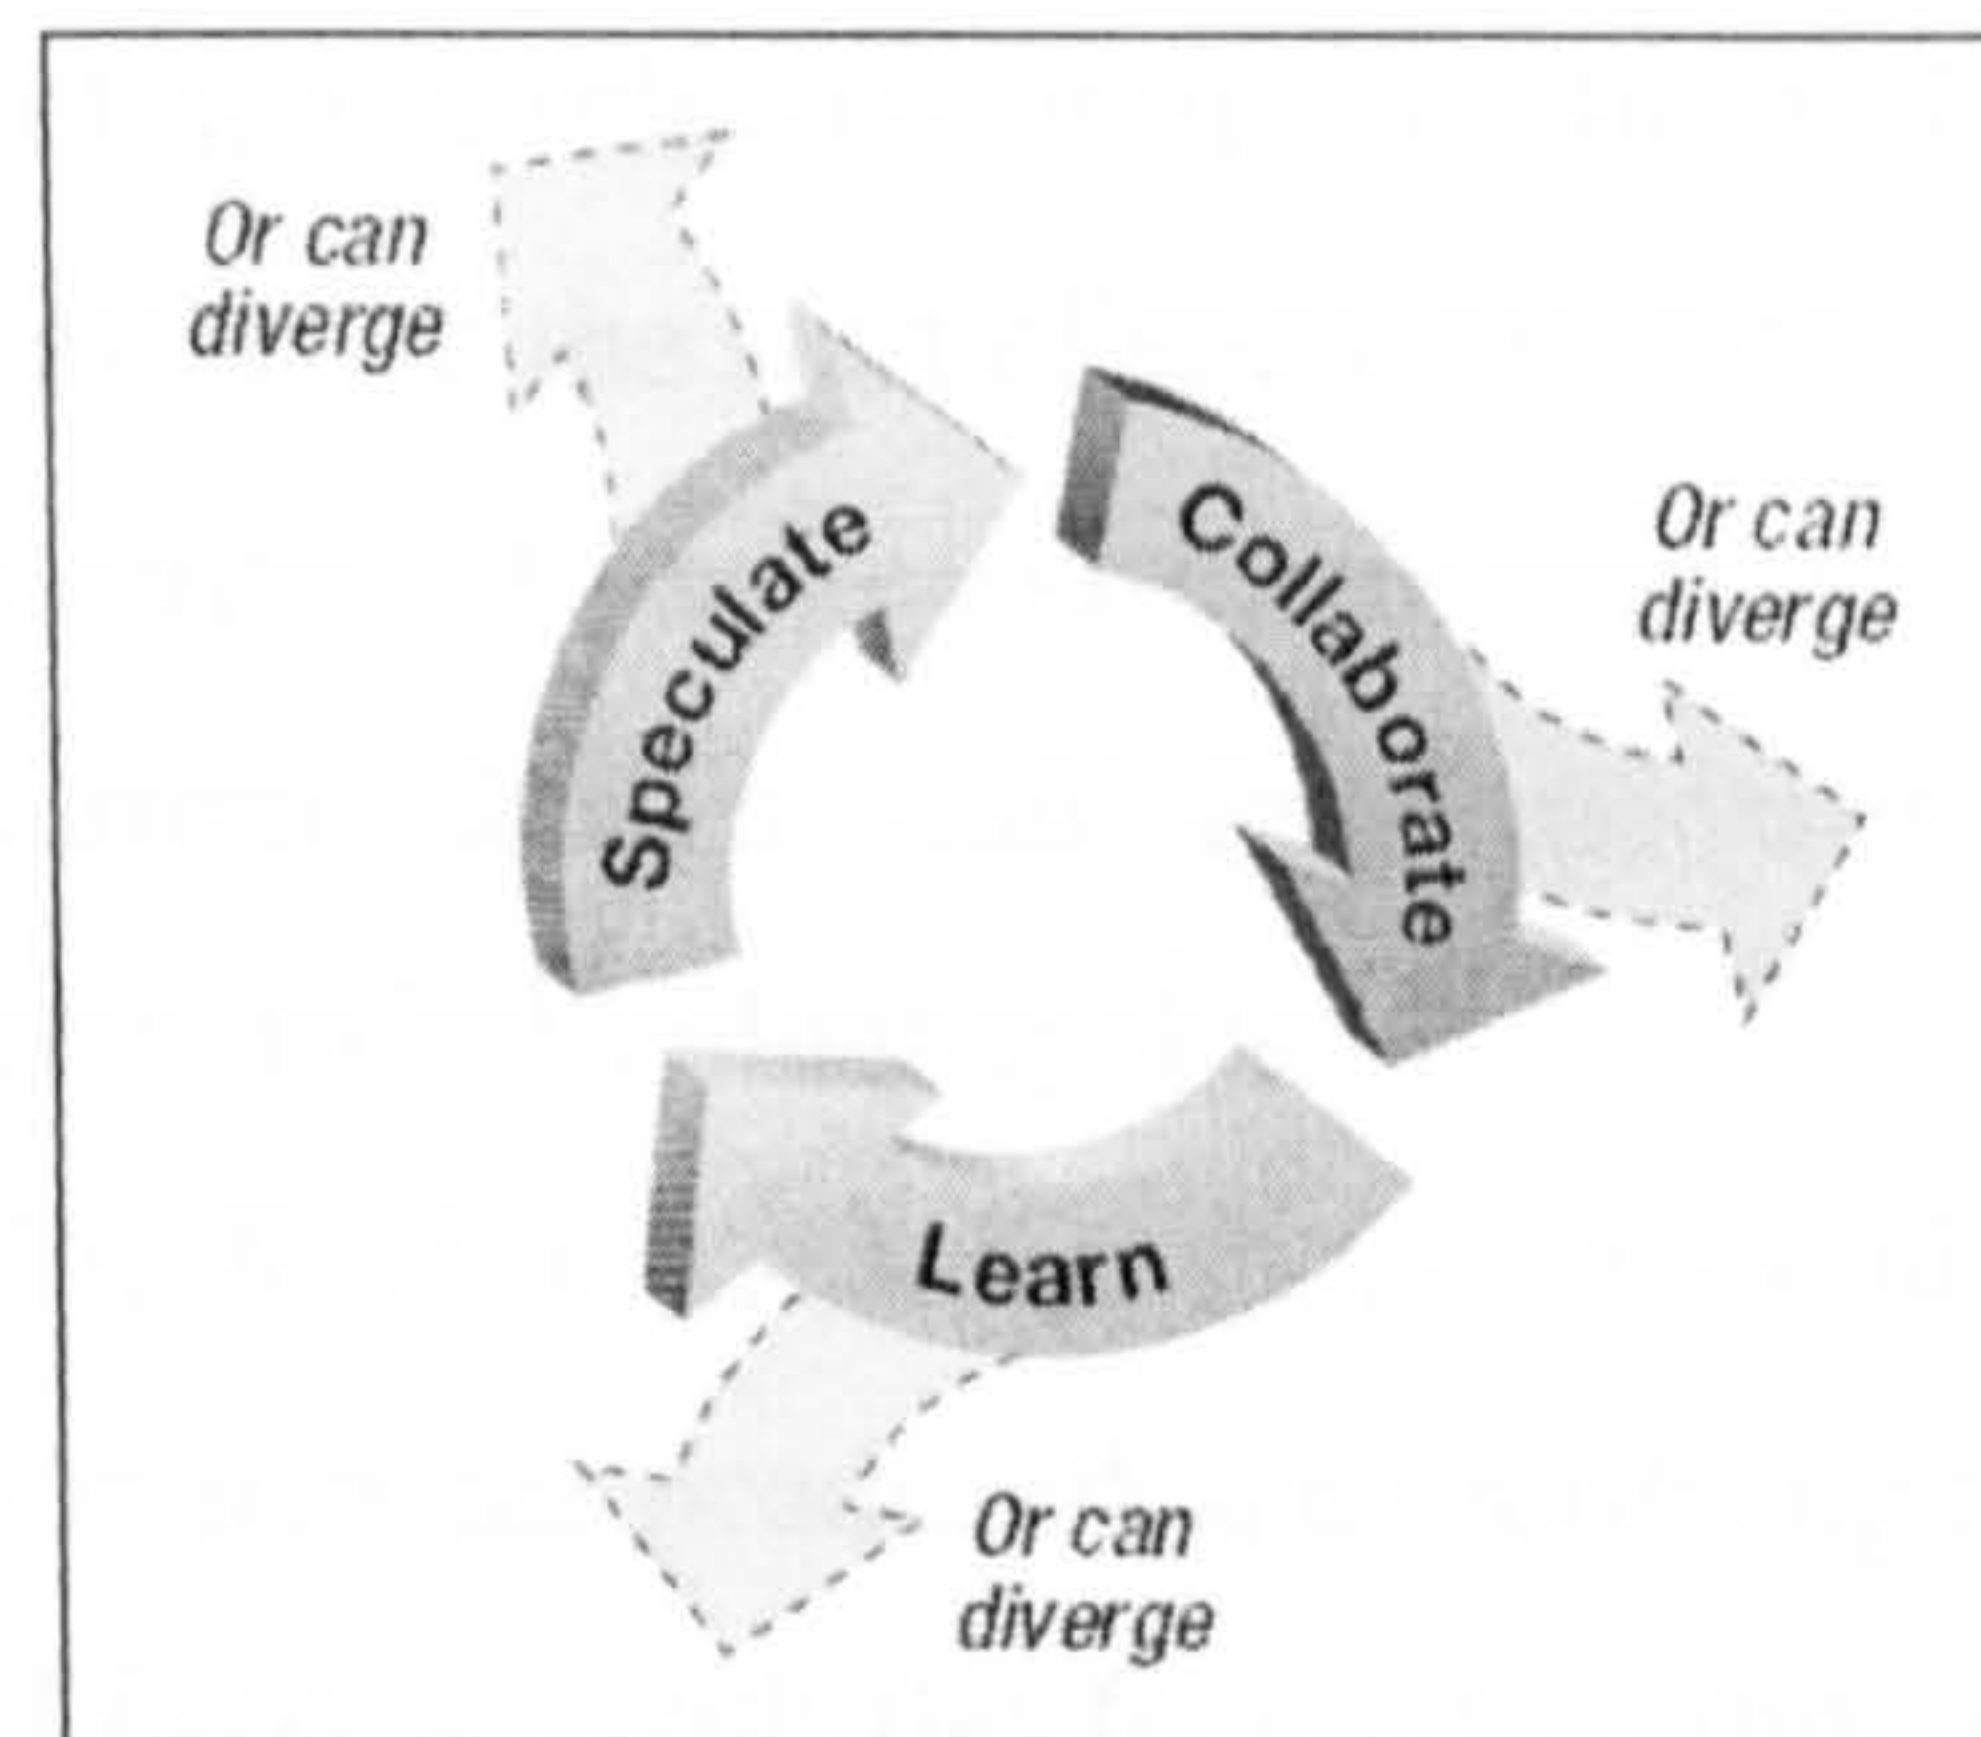 Or can
diverge
Speculate
Collaborate
Or can
diverge
Learn
Or can
diverge